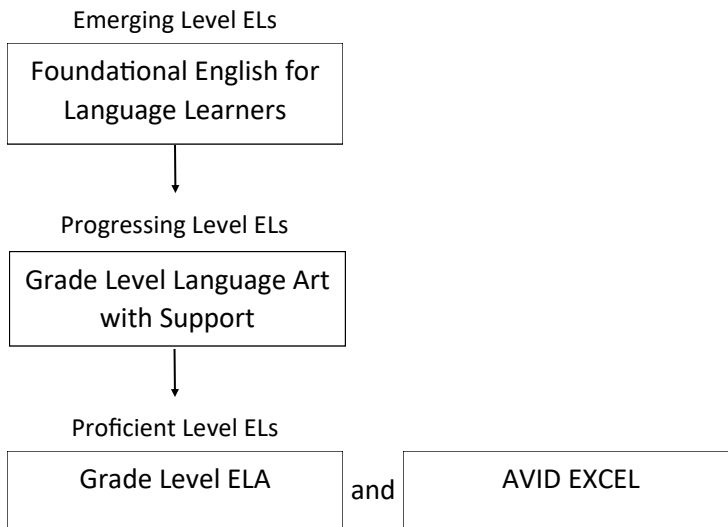 Emerging Level ELs
Foundational English for
Language Learners
Progressing Level ELs
Grade Level Language Art
with Support
Proficient Level ELs
Grade Level ELA
and
AVID EXCEL